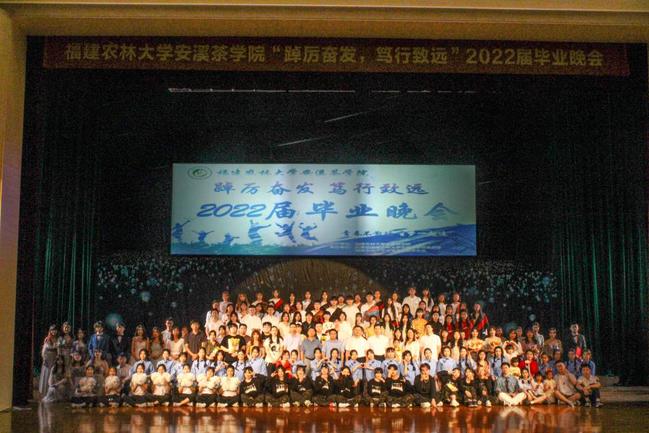 福建农林大学安溪茶学院“踔厉奋发，笃行致远”2022届毕业晚会
福建农林大学安溪茶学院
踔厉奋发 笃行致远
2022届毕业晚会